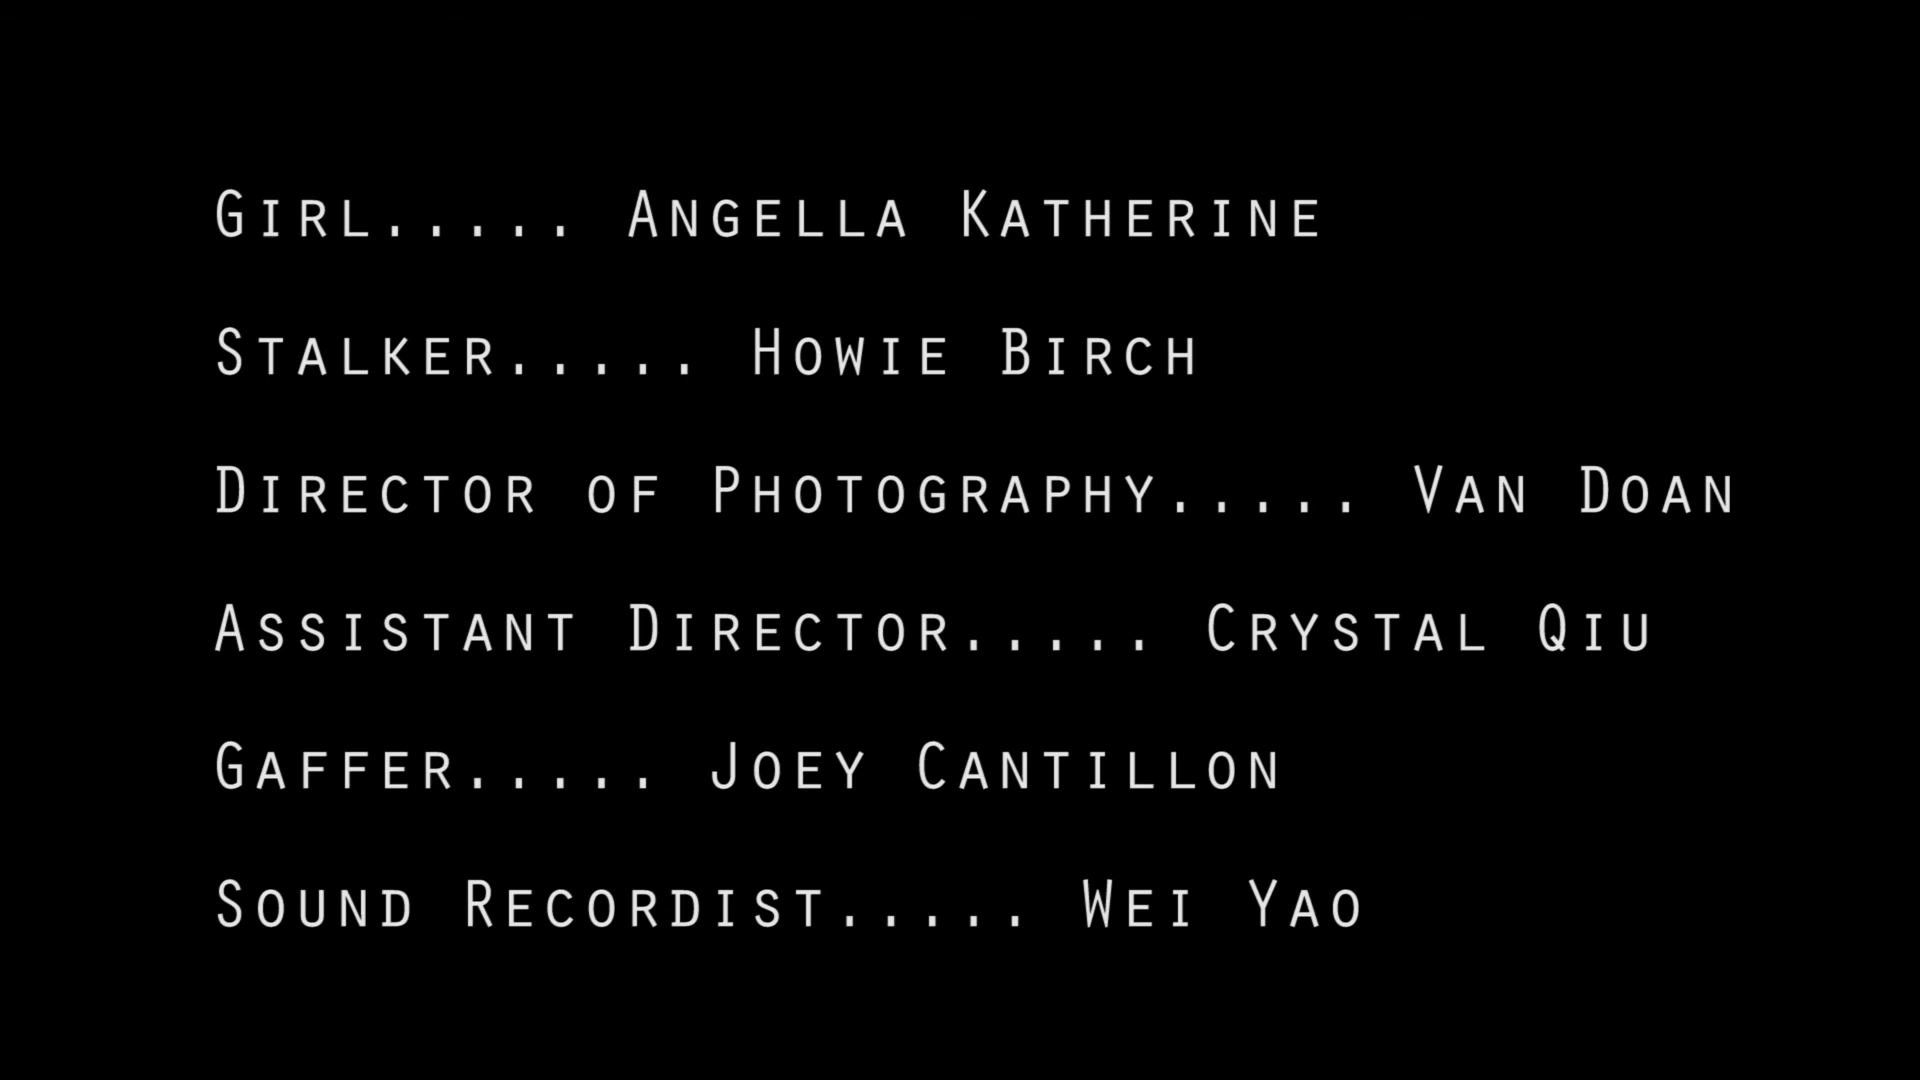 Girl..... Angella Katherine
Stalker..... Howie Birch
Director of Photography..... Van Doan
Assistant Director..... Crystal Qiu
Gaffer..... Joey Cantillon
Sound Recordist..... Wei Yao